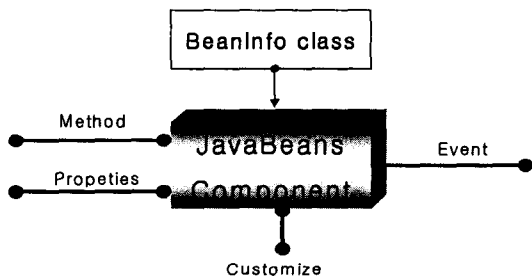 BeanInfo class
Method
JavaBeans
Event
Propeties
Component
Customize